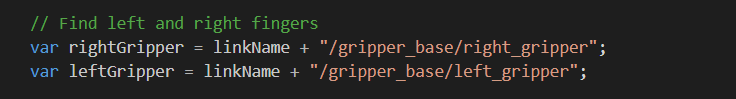 // Find left and right fingers
var rightGripper = linkName + "/gripper_base/right_gripper";
var leftGripper = linkName + "/gripper_base/left_gripper";